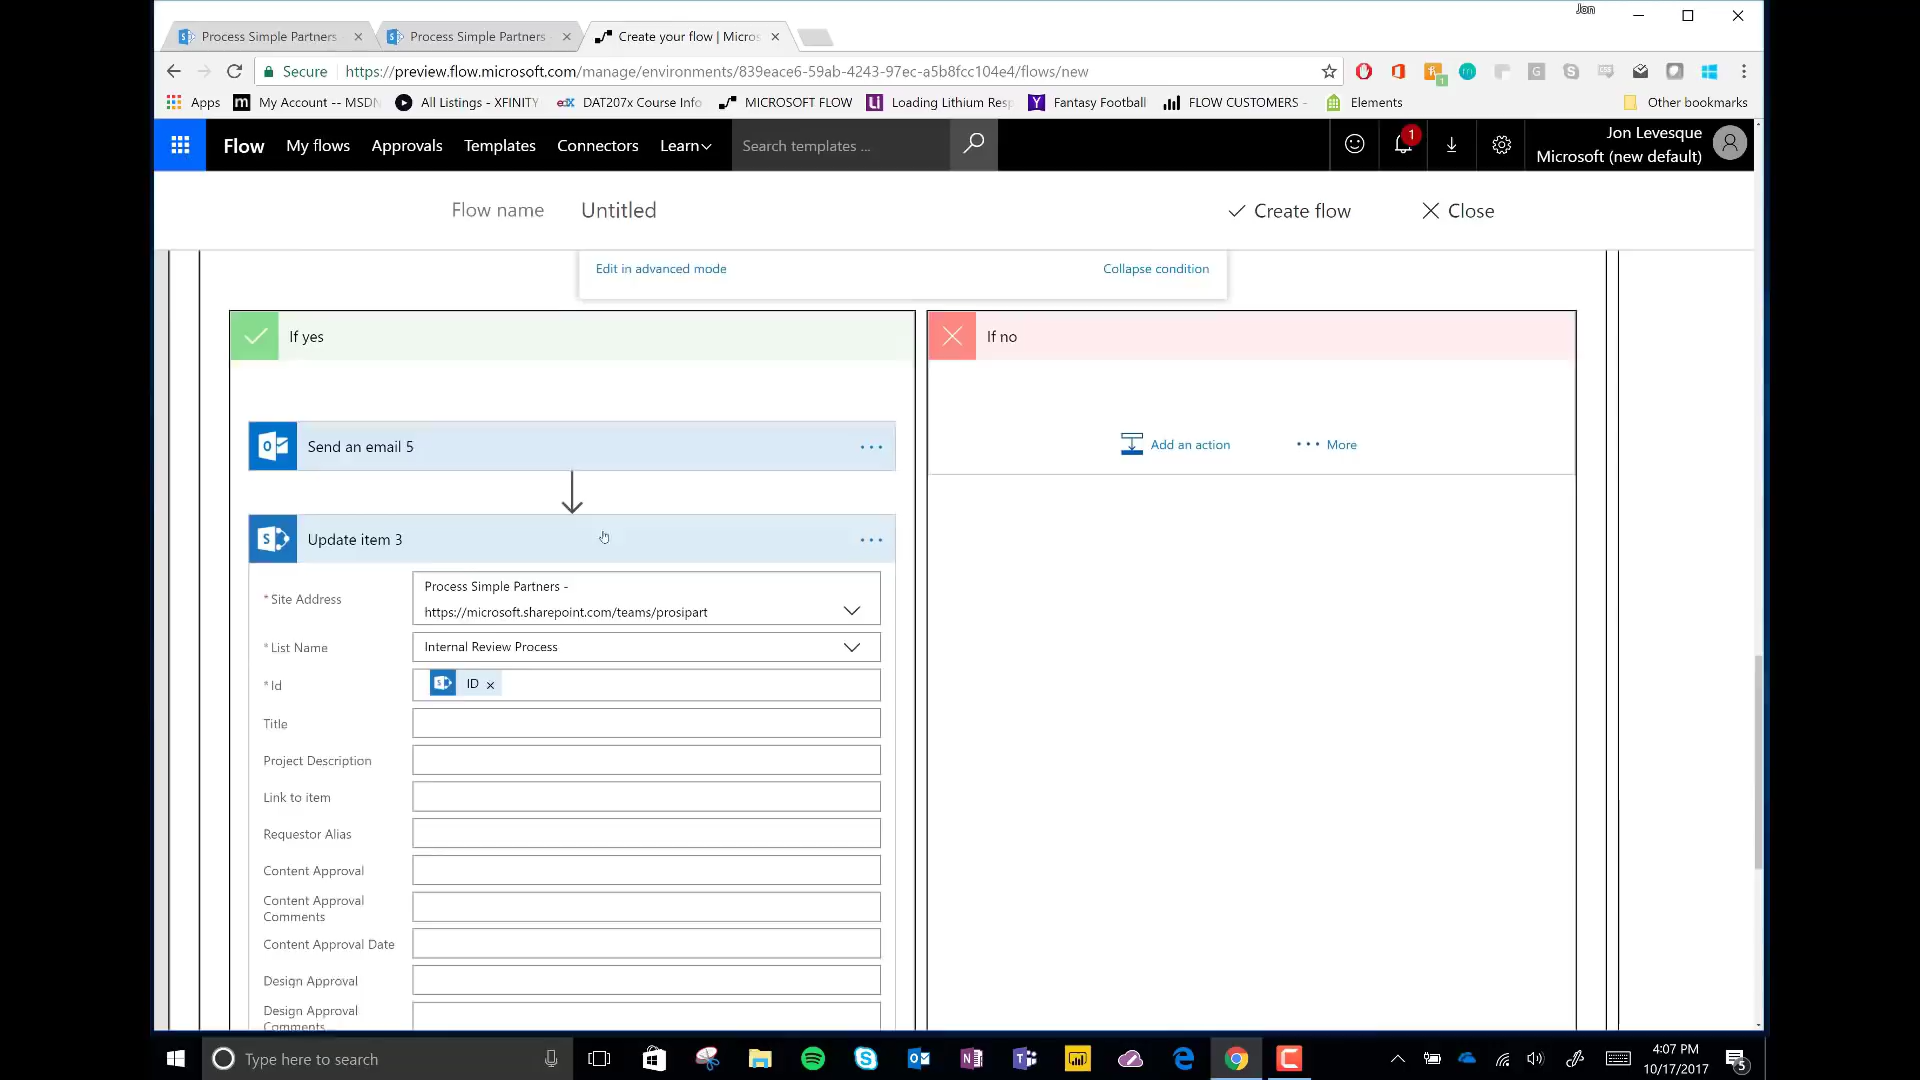 Jon
Process Simple Partners
Process Simple Partners
Create your flow | Micros
Secure
https://preview.flow.microsoft.com/manage/environments/839eace6-59ab-4243-97ec-a5b8fcc104e4/flows/new
Apps
My Account -- MSDN
All Listings - XFINITY
DAT207x Course Info
MICROSOFT FLOW
Loading Lithium Resp
Fantasy Football
FLOW CUSTOMERS -
Elements
Other bookmarks
Flow
My flows
Approvals
Templates
Connectors
Learn
Search templates ...
1
Jon Levesque
Microsoft (new default)
Flow name
Untitled
Create flow
Close
Edit in advanced mode
Collapse condition
If yes
If no
Send an email 5
Add an action
More
Update item 3
* Site Address
Process Simple Partners -
https://microsoft.sharepoint.com/teams/prosipart
* List Name
Internal Review Process
* Id
ID
Title
Project Description
Link to item
Requestor Alias
Content Approval
Content Approval
Comments
Content Approval Date
Design Approval
Design Approval
Comments
Type here to search
4:07 PM
10/17/2017
5